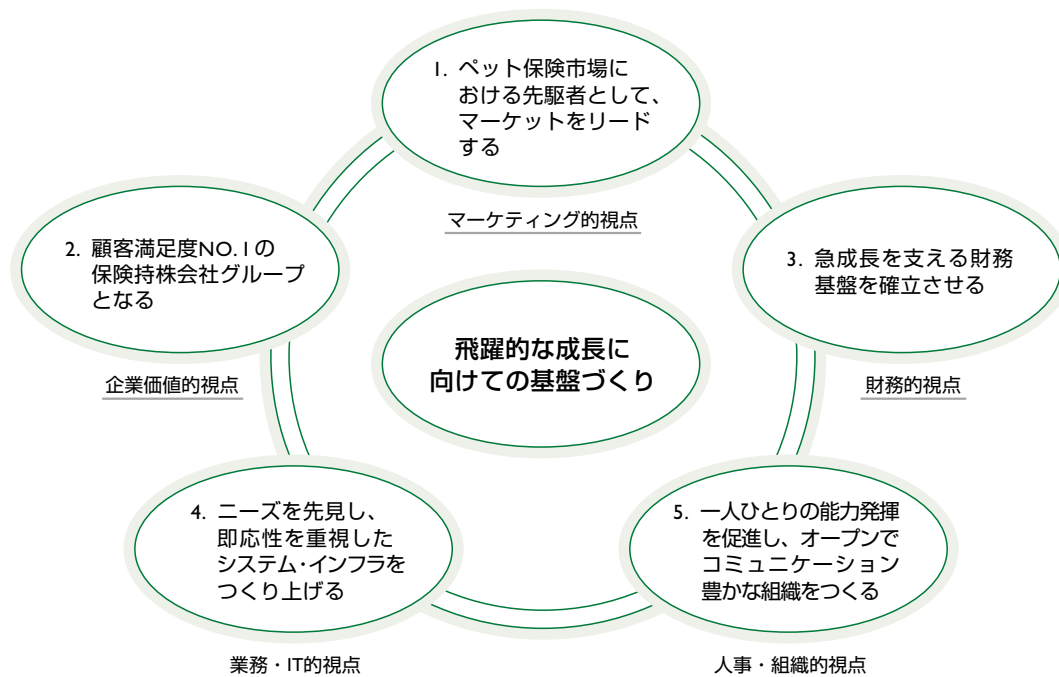 1. ペット保険市場に
おける先駆者として、
マーケットをリード
する
マーケティング的視点
2. 顧客満足度NO.1の
保険持株会社グループ
となる
企業価値的視点
3. 急成長を支える財務
基盤を確立させる
財務的視点
飛躍的な成長に
向けての基盤づくり
4. ニーズを先見し、
即応性を重視した
システム・インフラを
つくり上げる
業務・IT的視点
5. 一人ひとりの能力発揮
を促進し、オープンで
コミュニケーション
豊かな組織をつくる
人事・組織的視点